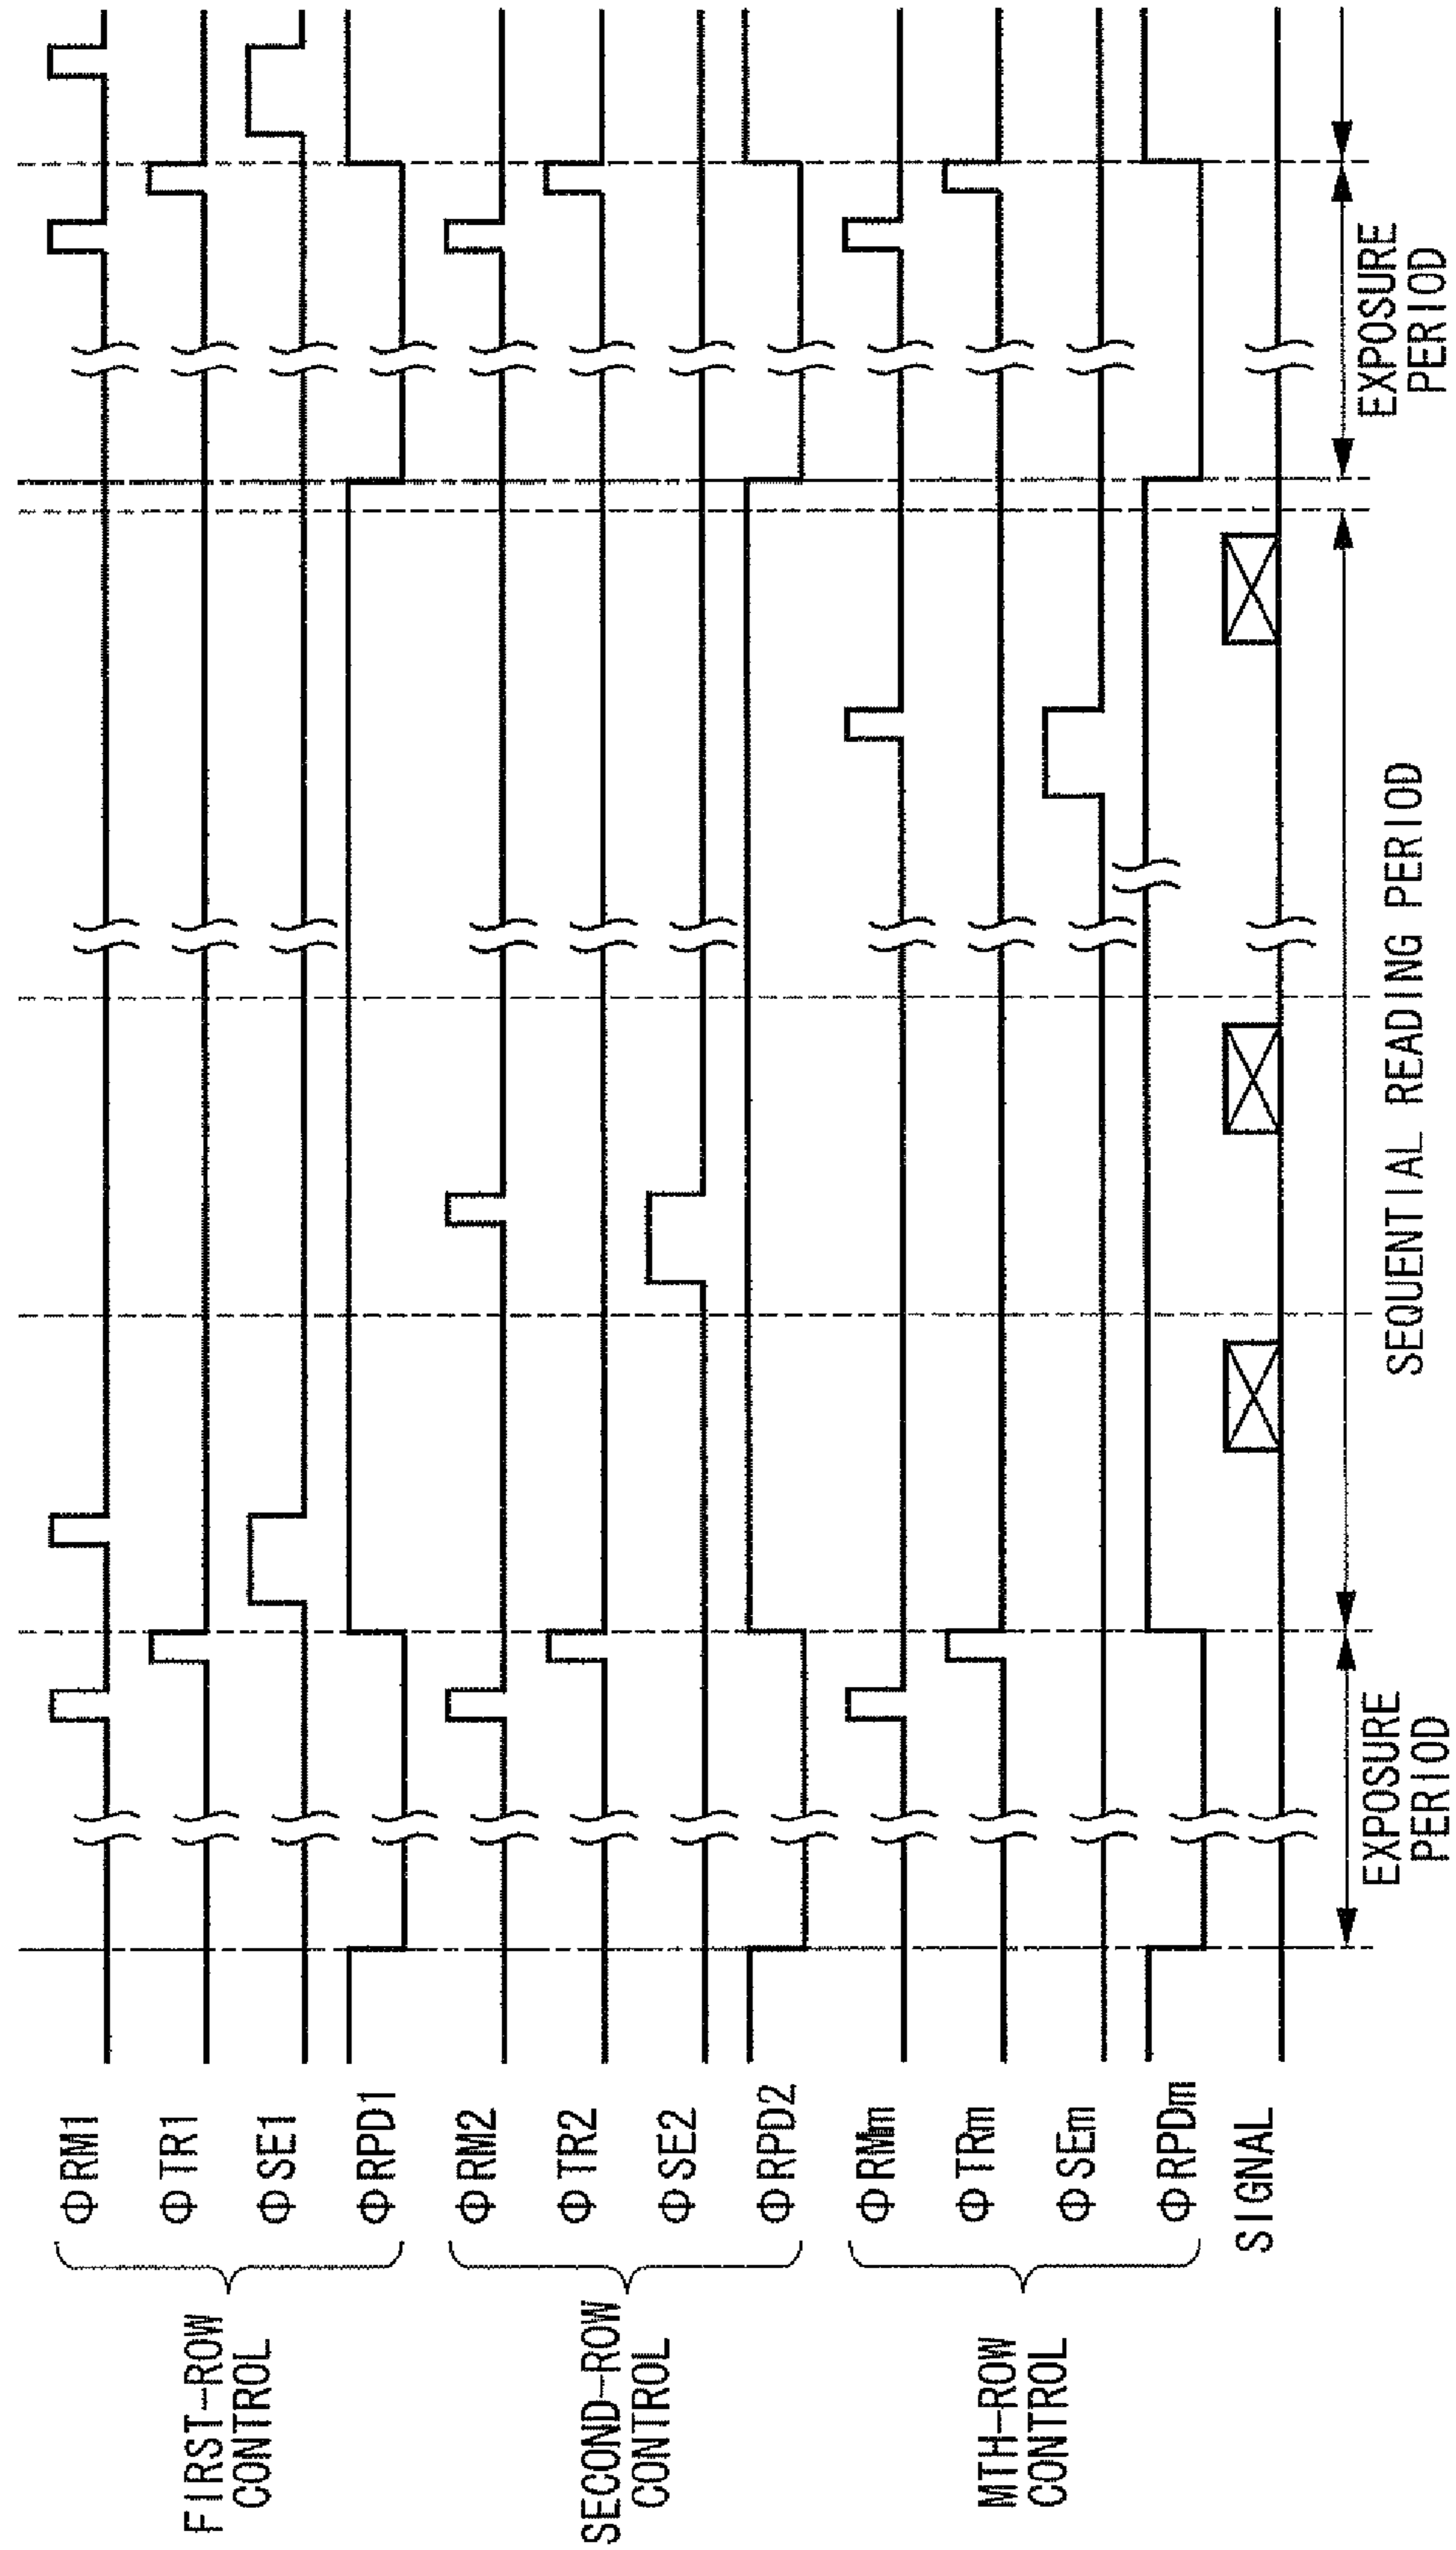 FIRST-ROW
CONTROL
ΦRM1
ΦTR1
ΦSE1
ΦRPD1
SECOND-ROW
CONTROL
ΦRM2
ΦTR2
ΦSE2
ΦRPD2
MTH-ROW
CONTROL
ΦRMm
ΦTRm
ΦSEm
ΦRPDm
SIGNAL
EXPOSURE
PERIOD
SEQUENTIAL READING PERIOD
EXPOSURE
PERIOD